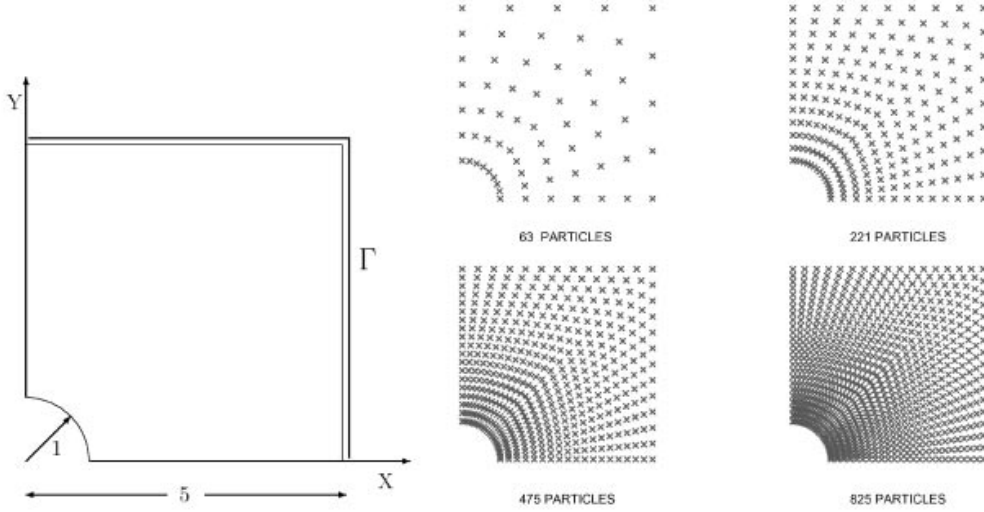 Y
Γ
1
X
5
63 PARTICLES
221 PARTICLES
475 PARTICLES
825 PARTICLES